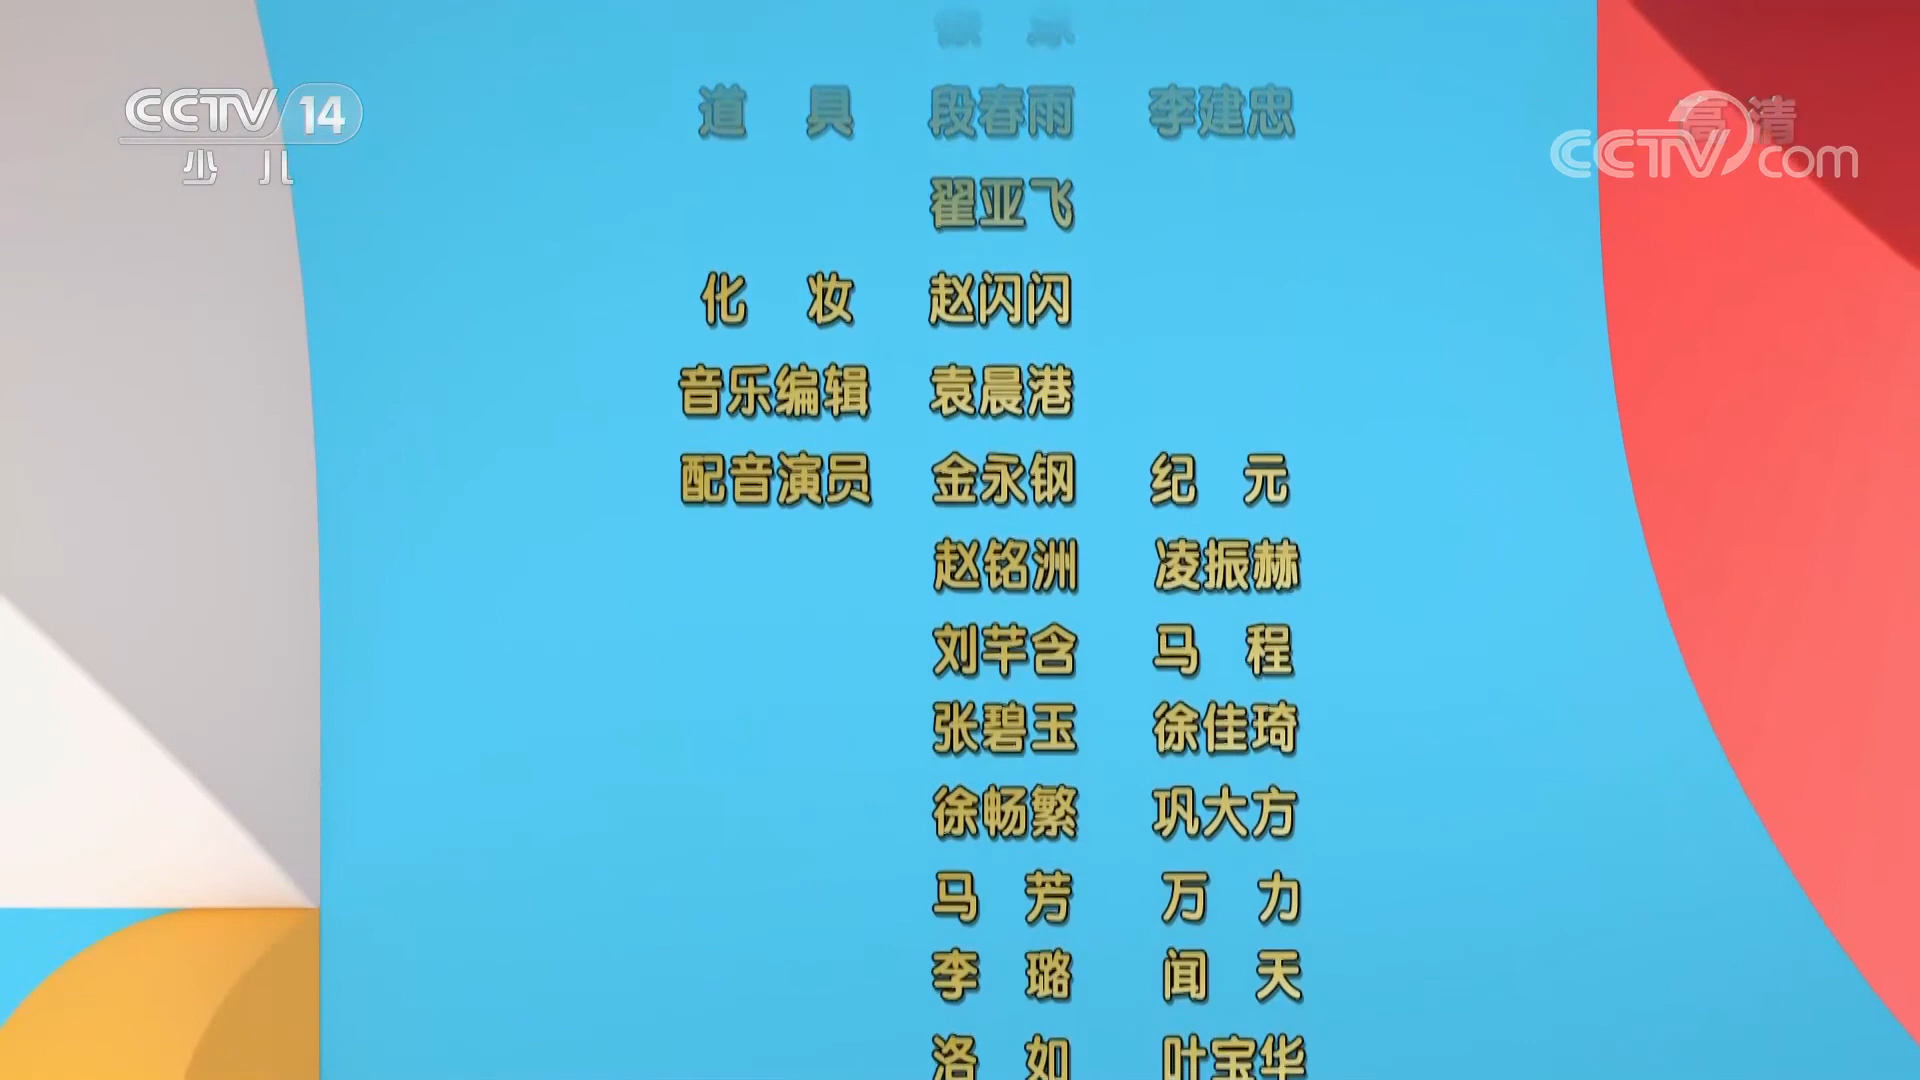 CCTV 14
少儿
高清
CCTV.com
道 具 段春雨 李建忠
翟亚飞
化 妆 赵闪闪
音乐编辑 袁晨港
配音演员 金永钢 纪 元
赵铭洲 凌振赫
刘芊含 马 程
张碧玉 徐佳琦
徐畅繁 巩大方
马 芳 万 力
李 璐 闻 天
洛 如 叶宝华